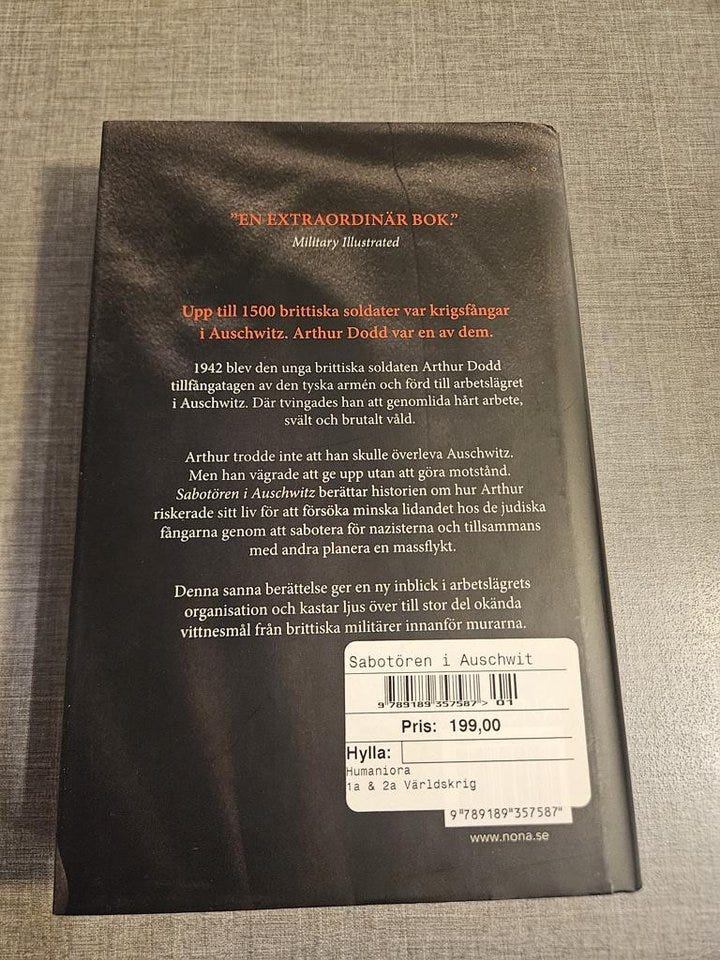 ”EN EXTRAORDINÄR BOK.”
Military Illustrated
Upp till 1500 brittiska soldater var krigsfångar
i Auschwitz. Arthur Dodd var en av dem.
1942 blev den unga brittiska soldaten Arthur Dodd
tillfångatagen av den tyska armén och förd till arbetslägret
i Auschwitz. Där tvingades han att genomlida hårt arbete,
svält och brutalt våld.
Arthur trodde inte att han skulle överleva Auschwitz.
Men han vägrade att ge upp utan att göra motstånd.
Sabotören i Auschwitz berättar historien om hur Arthur
riskerade sitt liv för att försöka minska lidandet hos de judiska
fångarna genom att sabotera för nazisterna och tillsammans
med andra planera en massflykt.
Denna sanna berättelse ger en ny inblick i arbetslägrets
organisation och kastar ljus över till stor del okända
vittnesmål från brittiska militärer innanför murarna.
Sabotören i Auschwit
9 789189 357587 > 01
Pris: 199,00
Hylla:
Humaniora
1a & 2a Världskrig
9 "789189"357587"
www.nona.se